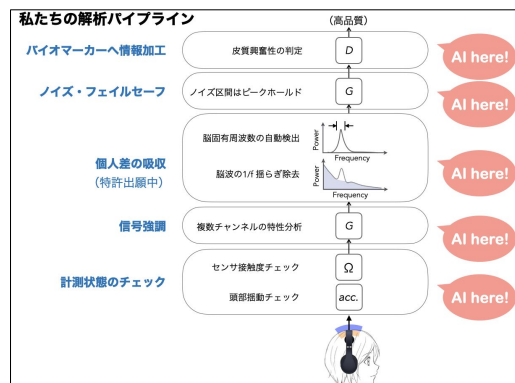 私たちの解析パイプライン
(高品質)
バイオマーカーへ情報加工
皮質興奮性の判定
D
AI here!
ノイズ・フェイルセーフ
ノイズ区間はピークホールド
G
AI here!
個人差の吸収
(特許出願中)
脳固有周波数の自動検出
Power
Frequency
脳波の1/f 揺らぎ除去
Power
Frequency
AI here!
信号強調
複数チャンネルの特性分析
G
AI here!
計測状態のチェック
センサ接触度チェック
Ω
頭部揺動チェック
acc.
AI here!